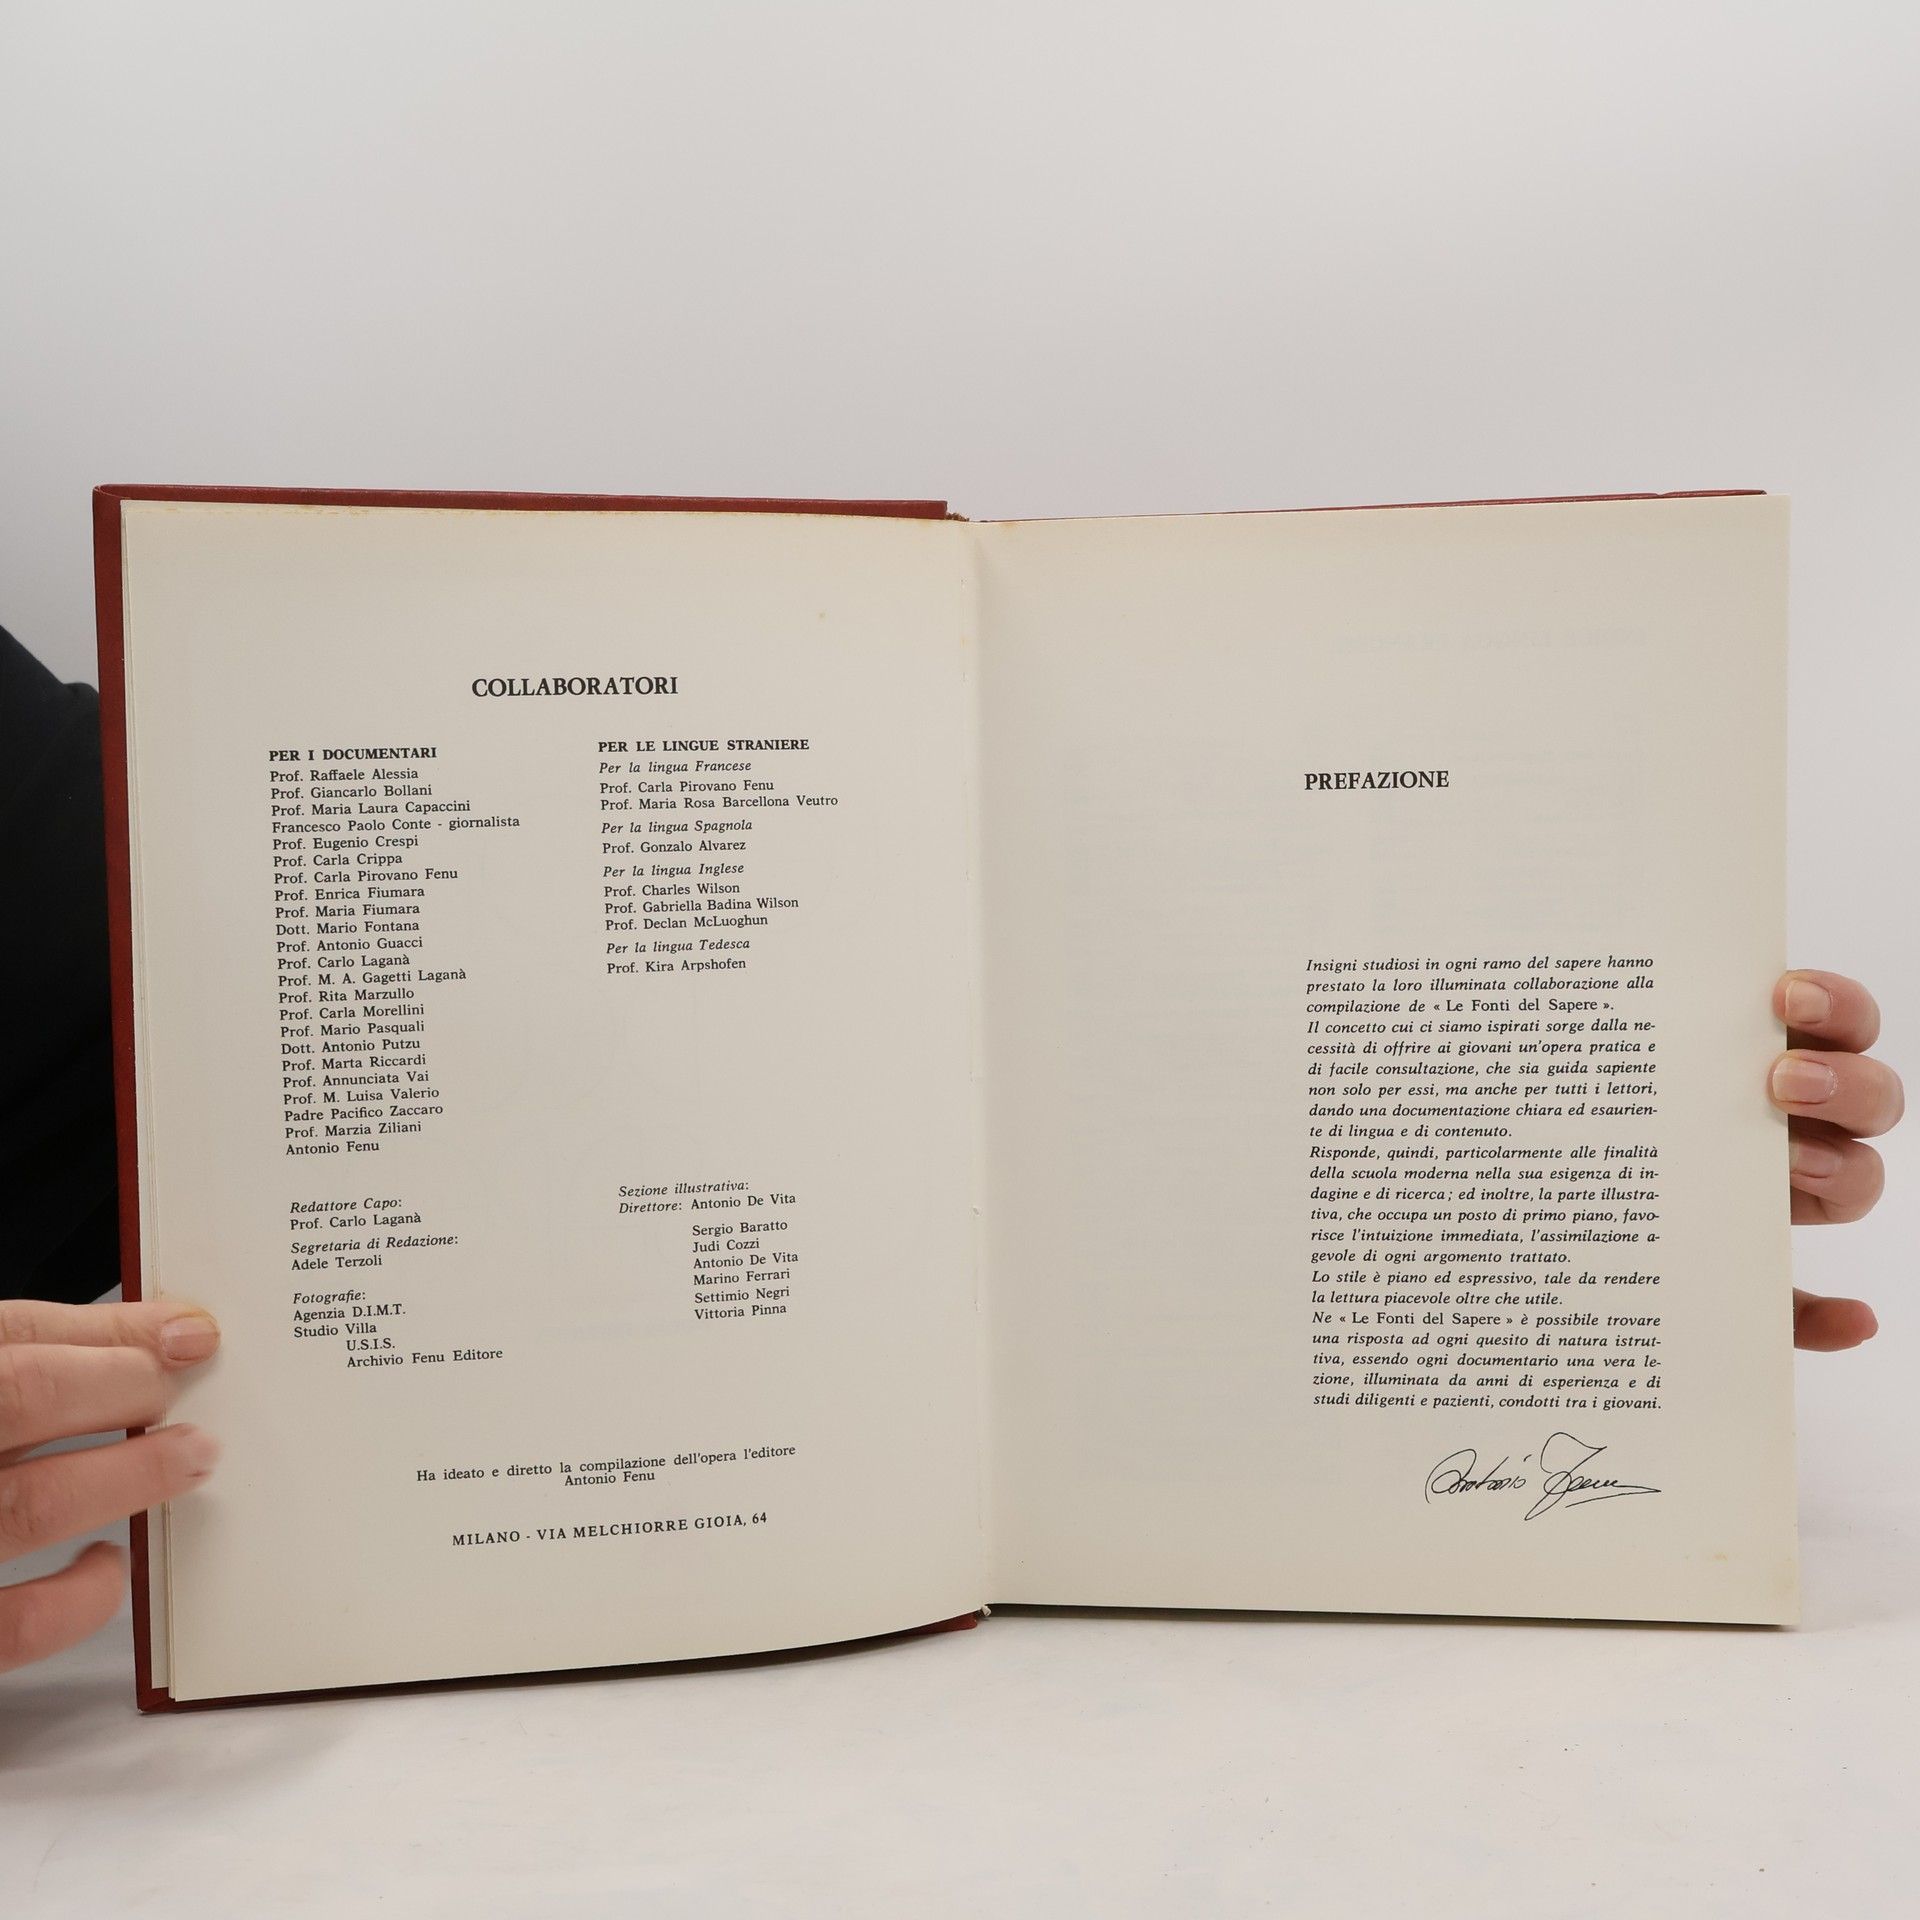 COLLABORATORI
PER I DOCUMENTARI
Prof. Raffaele Alessia
Prof. Giancarlo Bollani
Prof. Maria Laura Capaccini
Francesco Paolo Conte - giornalista
Prof. Eugenio Crespi
Prof. Carla Crippa
Prof. Carla Pirovano Fenu
Prof. Enrica Fiumara
Prof. Maria Fiumara
Dott. Mario Fontana
Prof. Antonio Guacci
Prof. Carlo Laganà
Prof. M. A. Gagetti Laganà
Prof. Rita Marzullo
Prof. Carla Morellini
Prof. Mario Pasquali
Dott. Antonio Putzu
Prof. Marta Riccardi
Prof. Annunciata Vai
Prof. M. Luisa Valerio
Padre Pacifico Zaccaro
Prof. Marzia Ziliani
Antonio Fenu
PER LE LINGUE STRANIERE
Per la lingua Francese
Prof. Carla Pirovano Fenu
Prof. Maria Rosa Barcellona Veutro
Per la lingua Spagnola
Prof. Gonzalo Alvarez
Per la lingua Inglese
Prof. Charles Wilson
Prof. Gabriella Badina Wilson
Prof. Declan McLuoghun
Per la lingua Tedesca
Prof. Kira Arpshofen
Redattore Capo:
Prof. Carlo Laganà
Segretaria di Redazione:
Adele Terzoli
Fotografie:
Agenzia D.I.M.T.
Studio Villa
U.S.I.S.
Archivio Fenu Editore
Sezione illustrativa:
Direttore: Antonio De Vita
Sergio Baratto
Judi Cozzi
Antonio De Vita
Marino Ferrari
Settimio Negri
Vittoria Pinna
Ha ideato e diretto la compilazione dell'opera l'editore
Antonio Fenu
MILANO - VIA MELCHIORRE GIOIA, 64
PREFAZIONE
Insigni studiosi in ogni ramo del sapere hanno
prestato la loro illuminata collaborazione alla
compilazione de « Le Fonti del Sapere ».
Il concetto cui ci siamo ispirati sorge dalla ne-
cessità di offrire ai giovani un'opera pratica e
di facile consultazione, che sia guida sapiente
non solo per essi, ma anche per tutti i lettori,
dando una documentazione chiara ed esaurien-
te di lingua e di contenuto.
Risponde, quindi, particolarmente alle finalità
della scuola moderna nella sua esigenza di in-
dagine e di ricerca; ed inoltre, la parte illustra-
tiva, che occupa un posto di primo piano, favo-
risce l'intuizione immediata, l'assimilazione a-
gevole di ogni argomento trattato.
Lo stile è piano ed espressivo, tale da rendere
la lettura piacevole oltre che utile.
Ne « Le Fonti del Sapere » è possibile trovare
una risposta ad ogni quesito di natura istrut-
tiva, essendo ogni documentario una vera le-
zione, illuminata da anni di esperienza e di
studi diligenti e pazienti, condotti tra i giovani.
Antonio Fenu